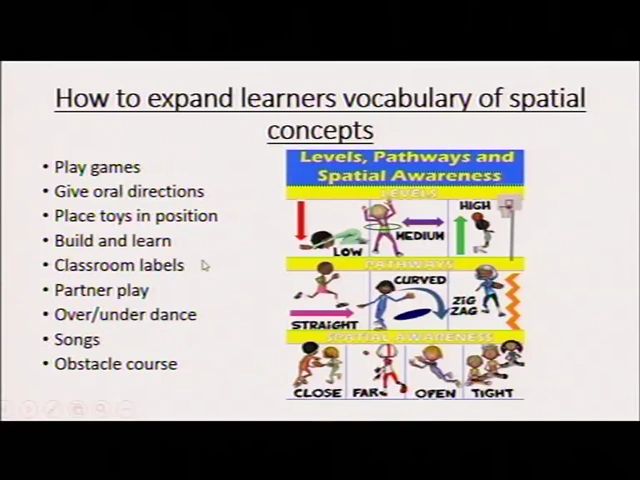 How to expand learners vocabulary of spatial
concepts
• Play games
• Give oral directions
• Place toys in position
• Build and learn
• Classroom labels
• Partner play
• Over/under dance
• Songs
• Obstacle course
Levels, Pathways and
Spatial Awareness
LEVELS
LOW
MEDIUM
HIGH
PATHWAYS
STRAIGHT
CURVED
ZIG
ZAG
SPATIAL AWARENESS
CLOSE
FAR
OPEN
TIGHT